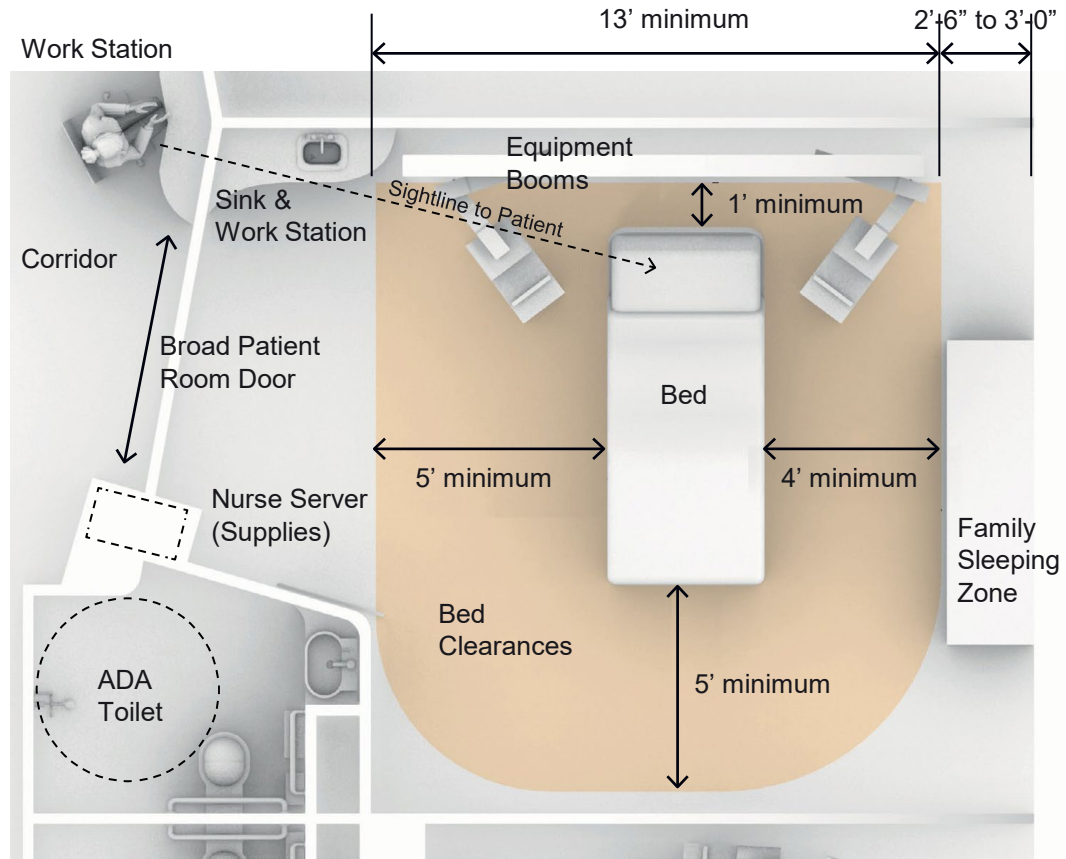 13’ minimum
2’-6” to 3’-0”
Work Station
Equipment
Booms
Sightline to Patient
1’ minimum
Sink &
Work Station
Corridor
Broad Patient
Room Door
Bed
5’ minimum
4’ minimum
Nurse Server
(Supplies)
Family
Sleeping
Zone
Bed
Clearances
ADA
Toilet
5’ minimum